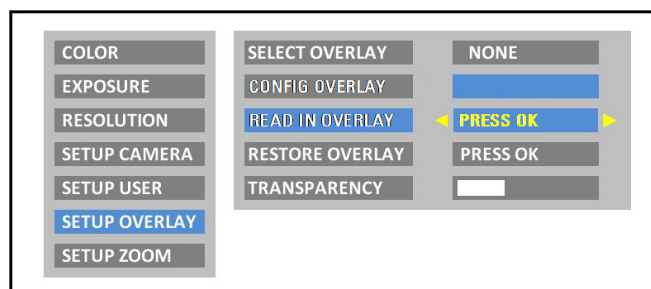 COLOR
EXPOSURE
RESOLUTION
SETUP CAMERA
SETUP USER
SETUP OVERLAY
SETUP ZOOM
SELECT OVERLAY NONE
CONFIG OVERLAY
READ IN OVERLAY PRESS OK
RESTORE OVERLAY PRESS OK
TRANSPARENCY